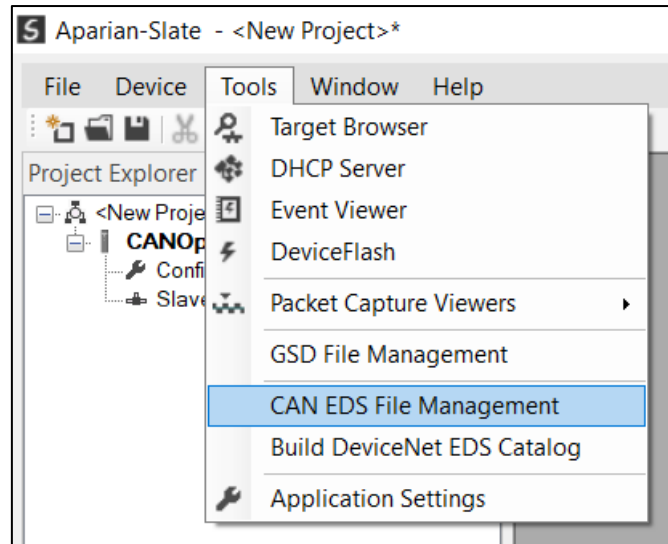 S Aparian-Slate - <New Project>*
File Device Tools Window Help
Target Browser
Project Explorer
DHCP Server
<New Proje
Event Viewer
CANOp
DeviceFlash
Confi
Slave
Packet Capture Viewers
GSD File Management
CAN EDS File Management
Build DeviceNet EDS Catalog
Application Settings